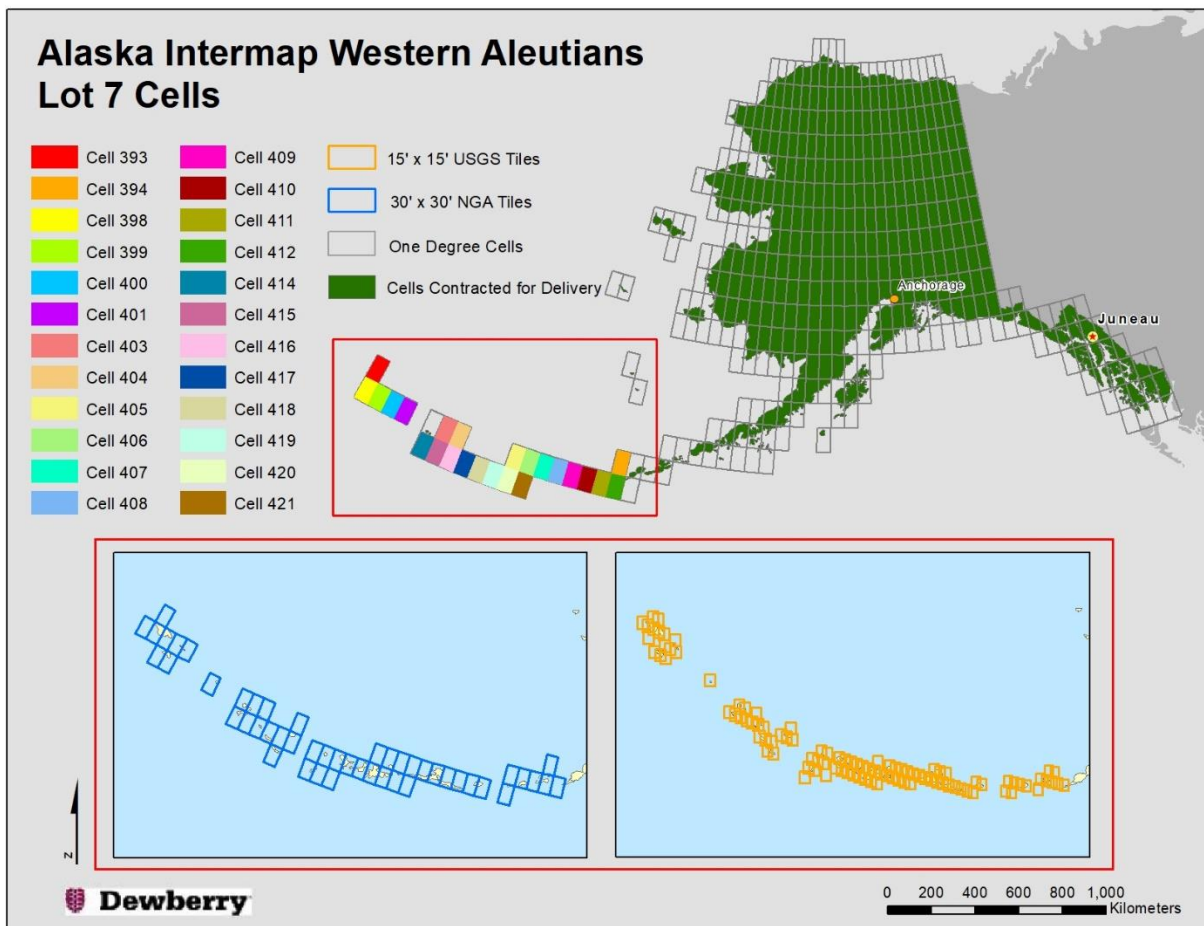 Alaska Intermap Western Aleutians
Lot 7 Cells
Cell 393
Cell 394
Cell 398
Cell 399
Cell 400
Cell 401
Cell 403
Cell 404
Cell 405
Cell 406
Cell 407
Cell 408
Cell 409
Cell 410
Cell 411
Cell 412
Cell 414
Cell 415
Cell 416
Cell 417
Cell 418
Cell 419
Cell 420
Cell 421
15' x 15' USGS Tiles
30' x 30' NGA Tiles
One Degree Cells
Cells Contracted for Delivery
Anchorage
Juneau
N
Dewberry
0 200 400 600 800 1,000
Kilometers